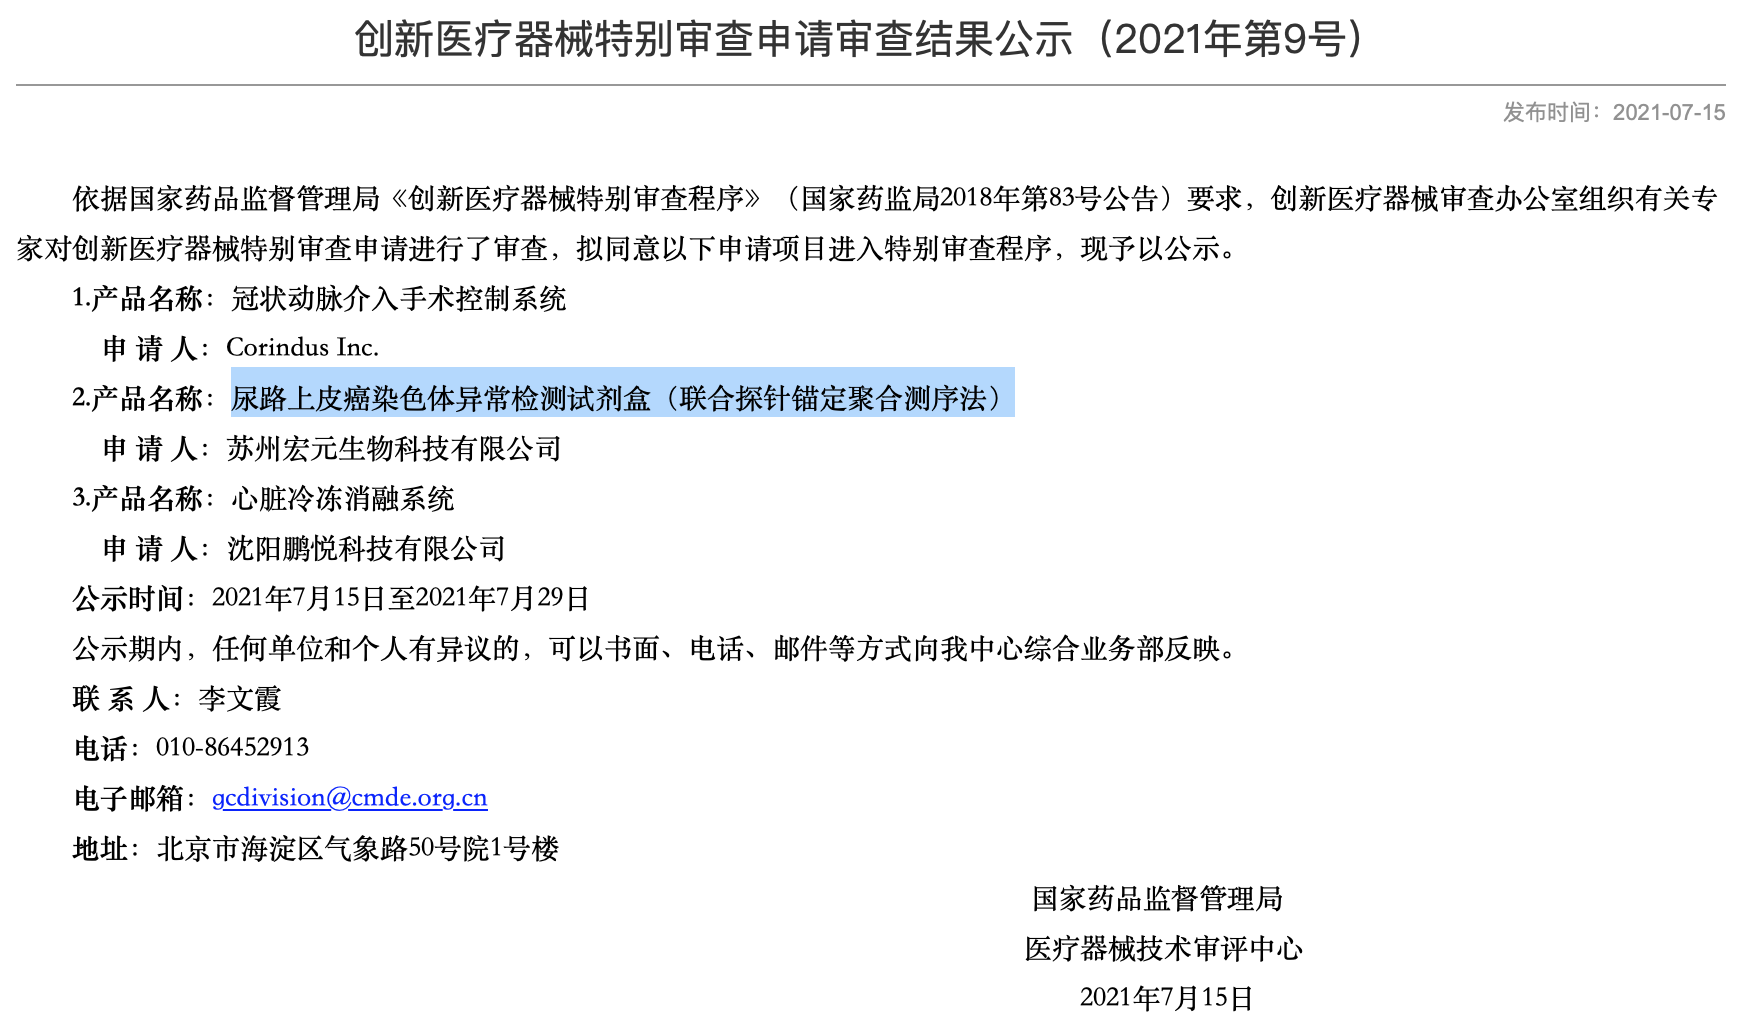 创新医疗器械特别审查申请审查结果公示（2021年第9号）
发布时间：2021-07-15
依据国家药品监督管理局《创新医疗器械特别审查程序》（国家药监局2018年第83号公告）要求，创新医疗器械审查办公室组织有关专
家对创新医疗器械特别审查申请进行了审查，拟同意以下申请项目进入特别审查程序，现予以公示。
1.产品名称：冠状动脉介入手术控制系统
申 请 人：Corindus Inc.
2.产品名称：尿路上皮癌染色体异常检测试剂盒（联合探针锚定聚合测序法）
申 请 人：苏州宏元生物科技有限公司
3.产品名称：心脏冷冻消融系统
申 请 人：沈阳鹏悦科技有限公司
公示时间：2021年7月15日至2021年7月29日
公示期内，任何单位和个人有异议的，可以书面、电话、邮件等方式向我中心综合业务部反映。
联 系 人：李文霞
电话：010-86452913
电子邮箱：gcdivision@cmde.org.cn
地址：北京市海淀区气象路50号院1号楼
国家药品监督管理局
医疗器械技术审评中心
2021年7月15日